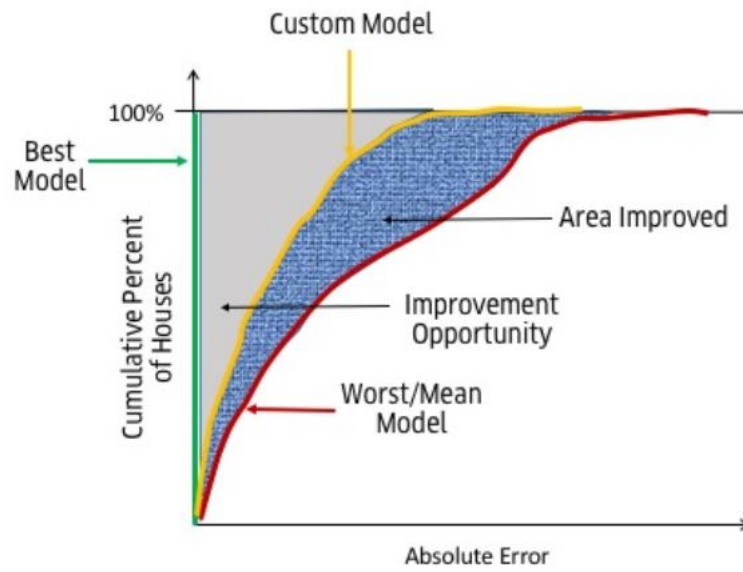 Custom Model
100%
Best
Model
Cumulative Percent
of Houses
Area Improved
Improvement
Opportunity
Worst/Mean
Model
Absolute Error